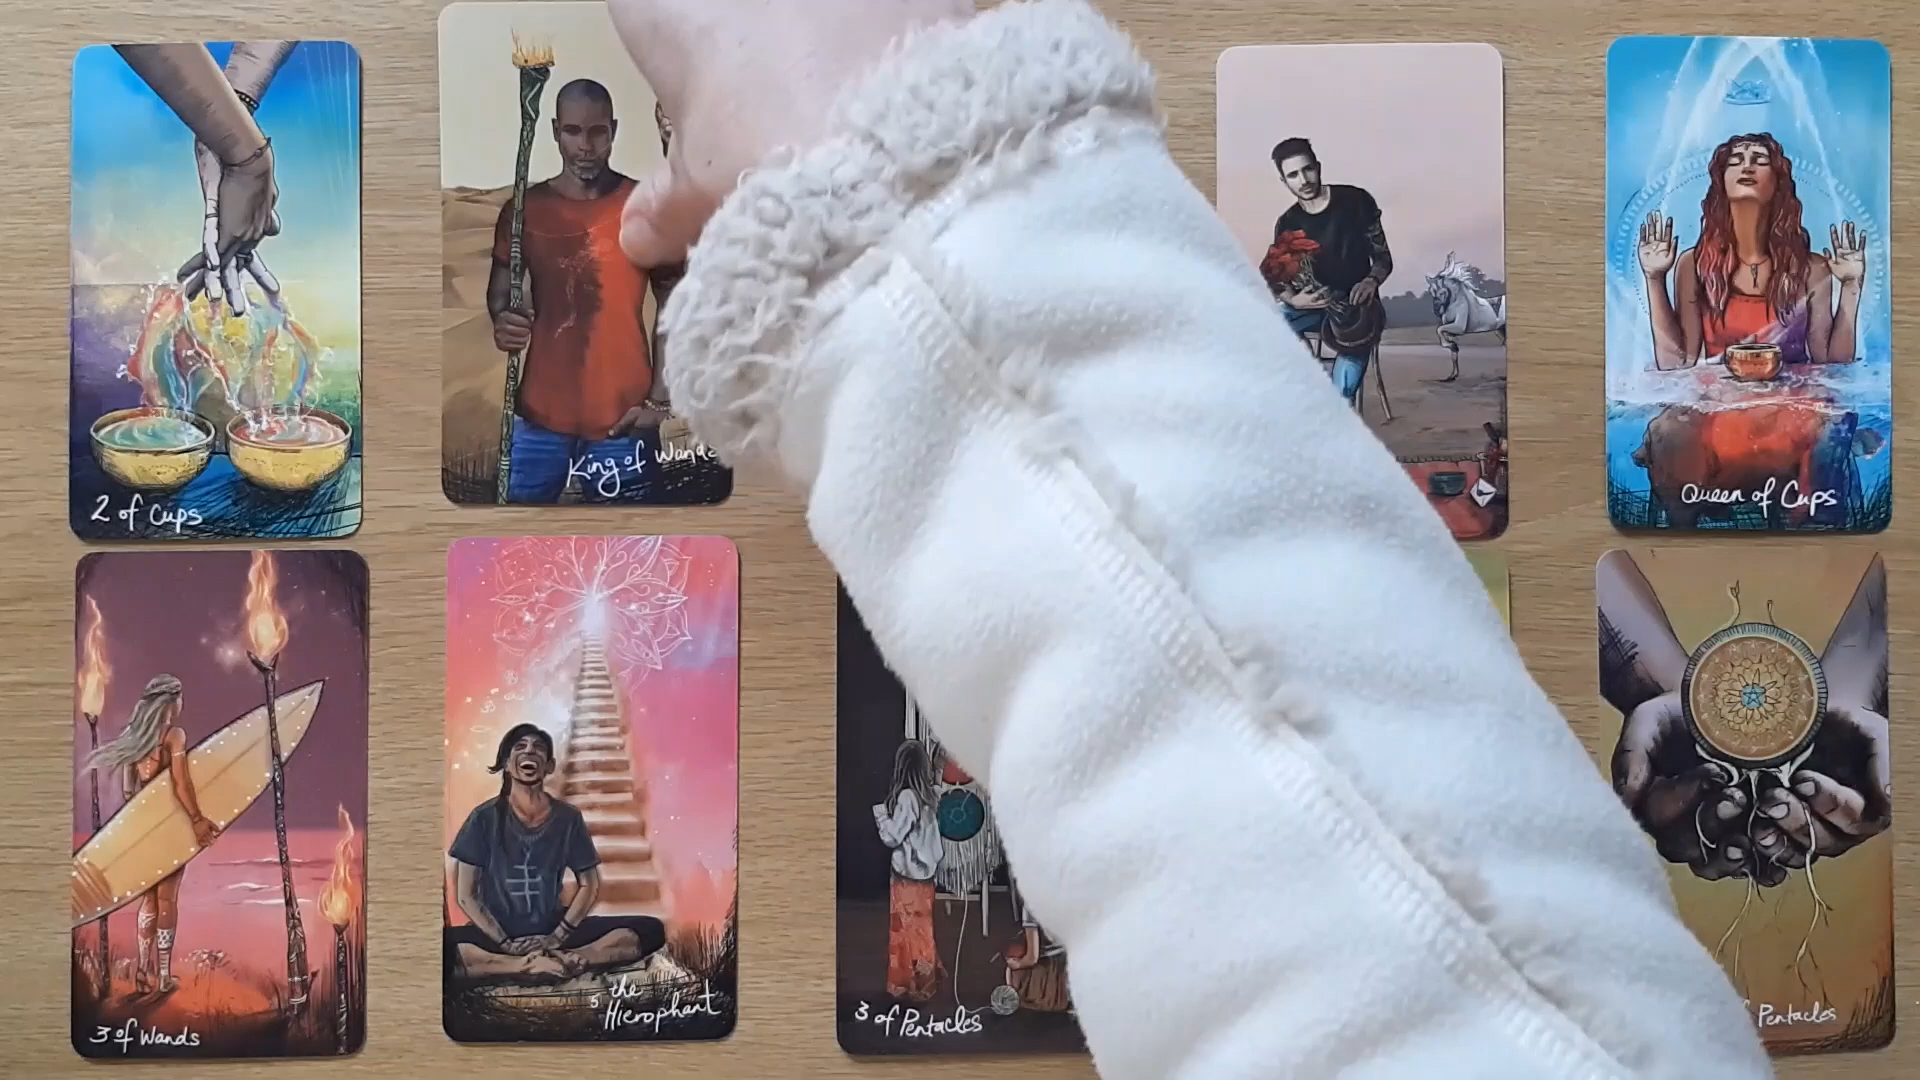 2 of Cups
King of Wands
Queen of Cups
3 of Wands
5 the
Hierophant
3 of Pentacles
Pentacles